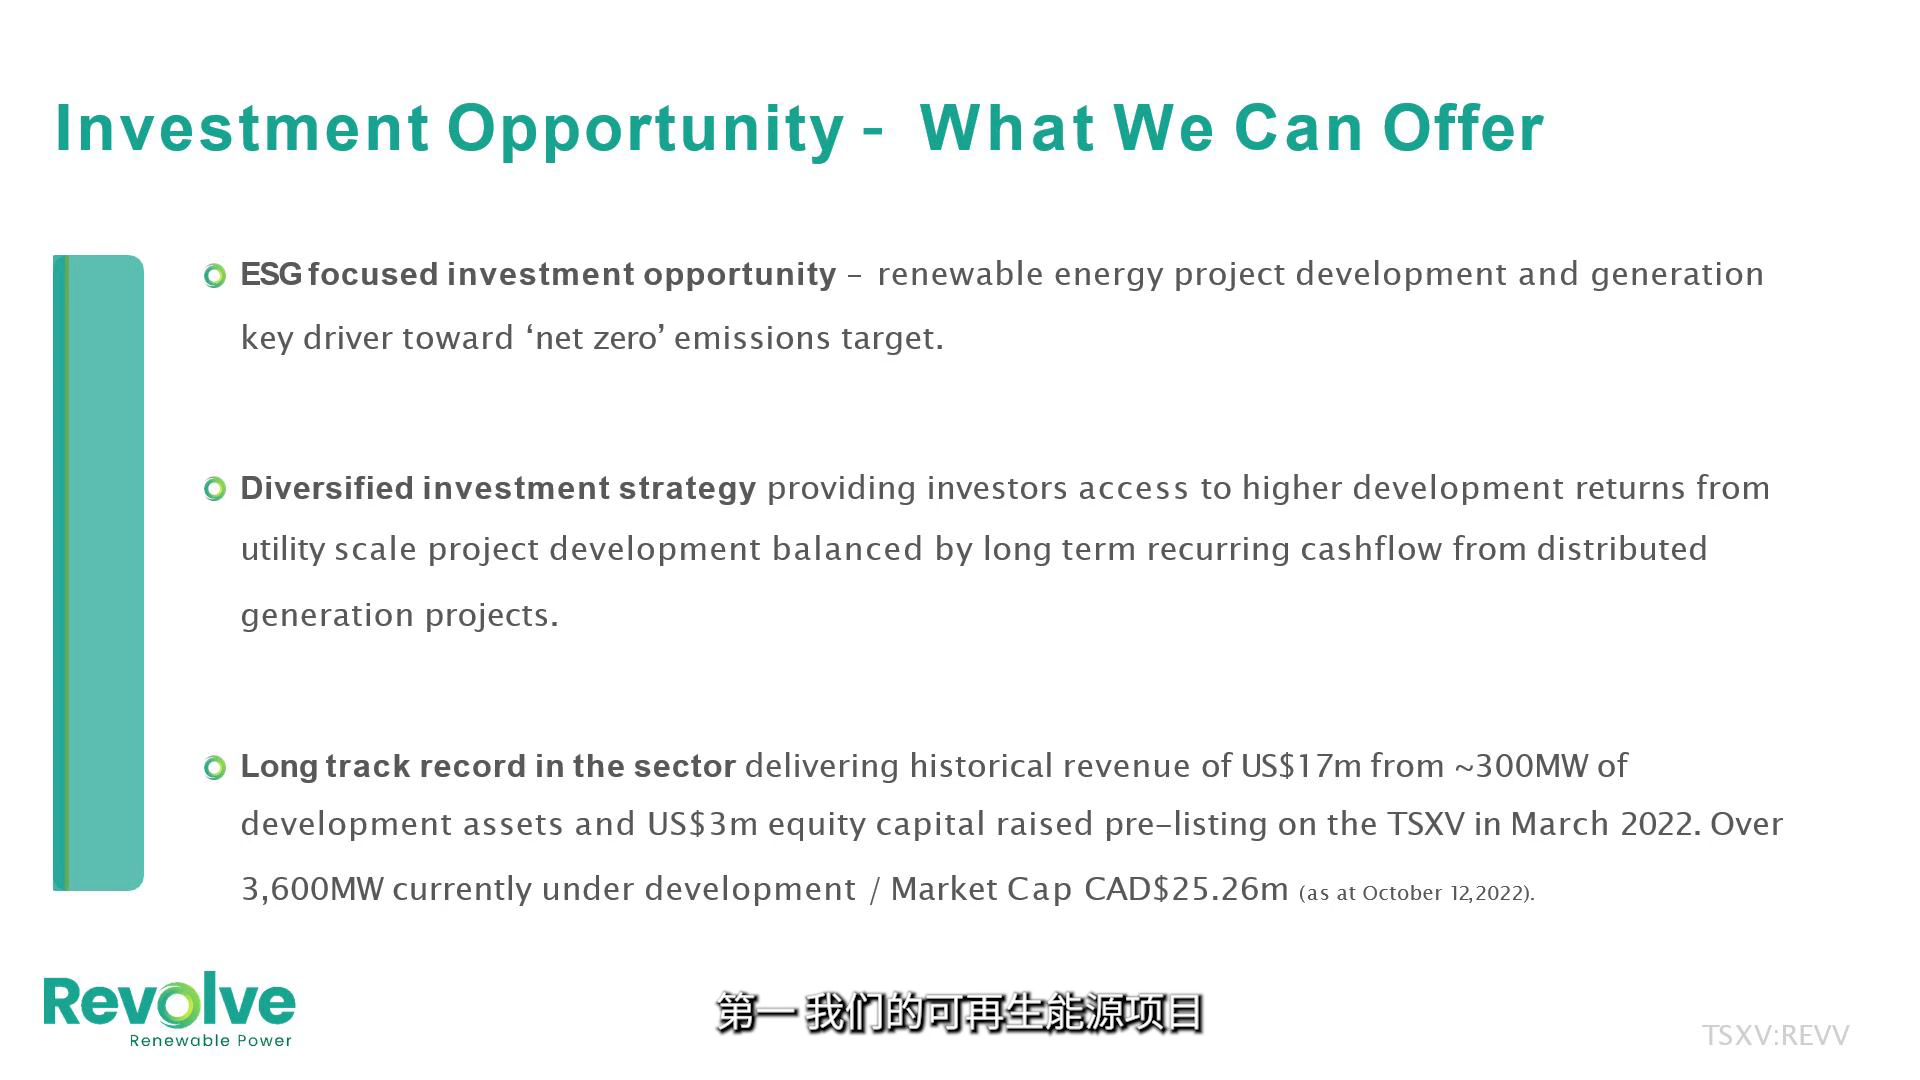 Investment Opportunity - What We Can Offer
ESG focused investment opportunity – renewable energy project development and generation
key driver toward ‘net zero’ emissions target.
Diversified investment strategy providing investors access to higher development returns from
utility scale project development balanced by long term recurring cashflow from distributed
generation projects.
Long track record in the sector delivering historical revenue of US$17m from ~300MW of
development assets and US$3m equity capital raised pre–listing on the TSXV in March 2022. Over
3,600MW currently under development / Market Cap CAD$25.26m (as at October 12,2022).
Revolve
Renewable Power
第一 我们的可再生能源项目
TSXV:REVV